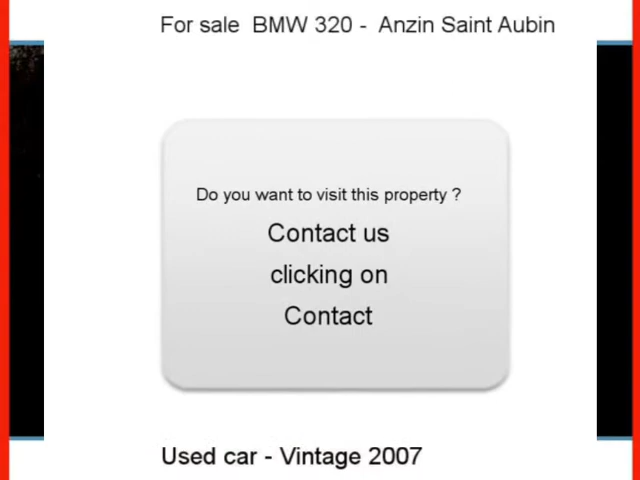 For sale BMW 320 - Anzin Saint Aubin
Do you want to visit this property ?
Contact us
clicking on
Contact
Used car - Vintage 2007